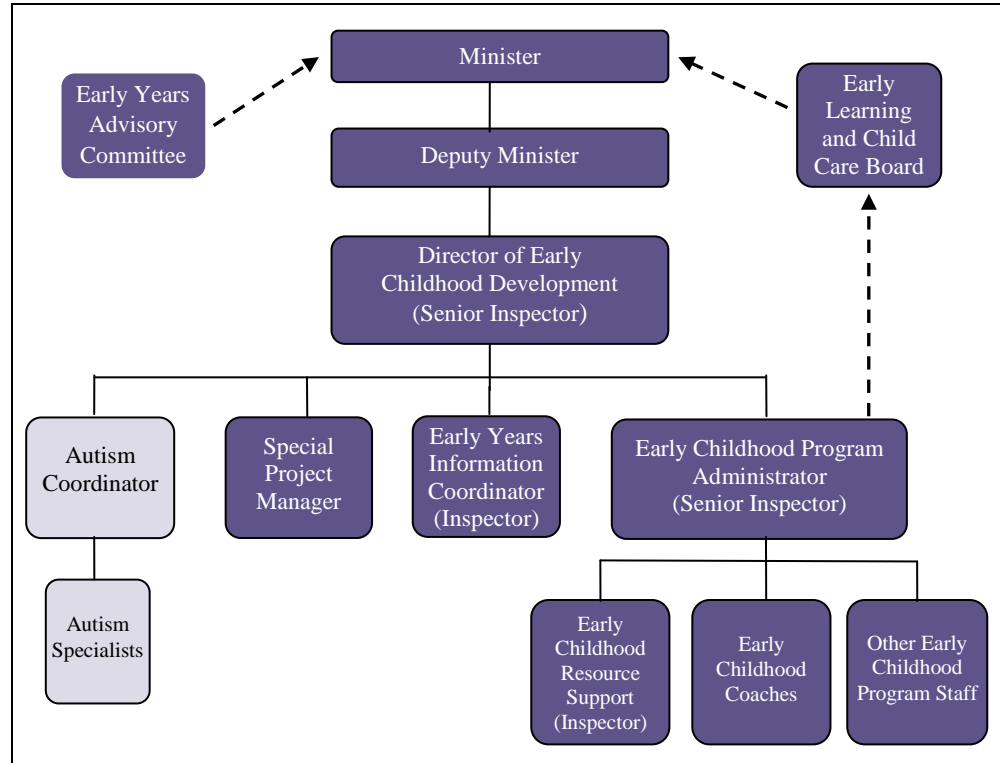 Minister
Early Years
Advisory
Committee
Early
Learning
and Child
Care Board
Deputy Minister
Director of Early
Childhood Development
(Senior Inspector)
Autism
Coordinator
Special
Project
Manager
Early Years
Information
Coordinator
(Inspector)
Early Childhood Program
Administrator
(Senior Inspector)
Autism
Specialists
Early
Childhood
Resource
Support
(Inspector)
Early
Childhood
Coaches
Other Early
Childhood
Program Staff